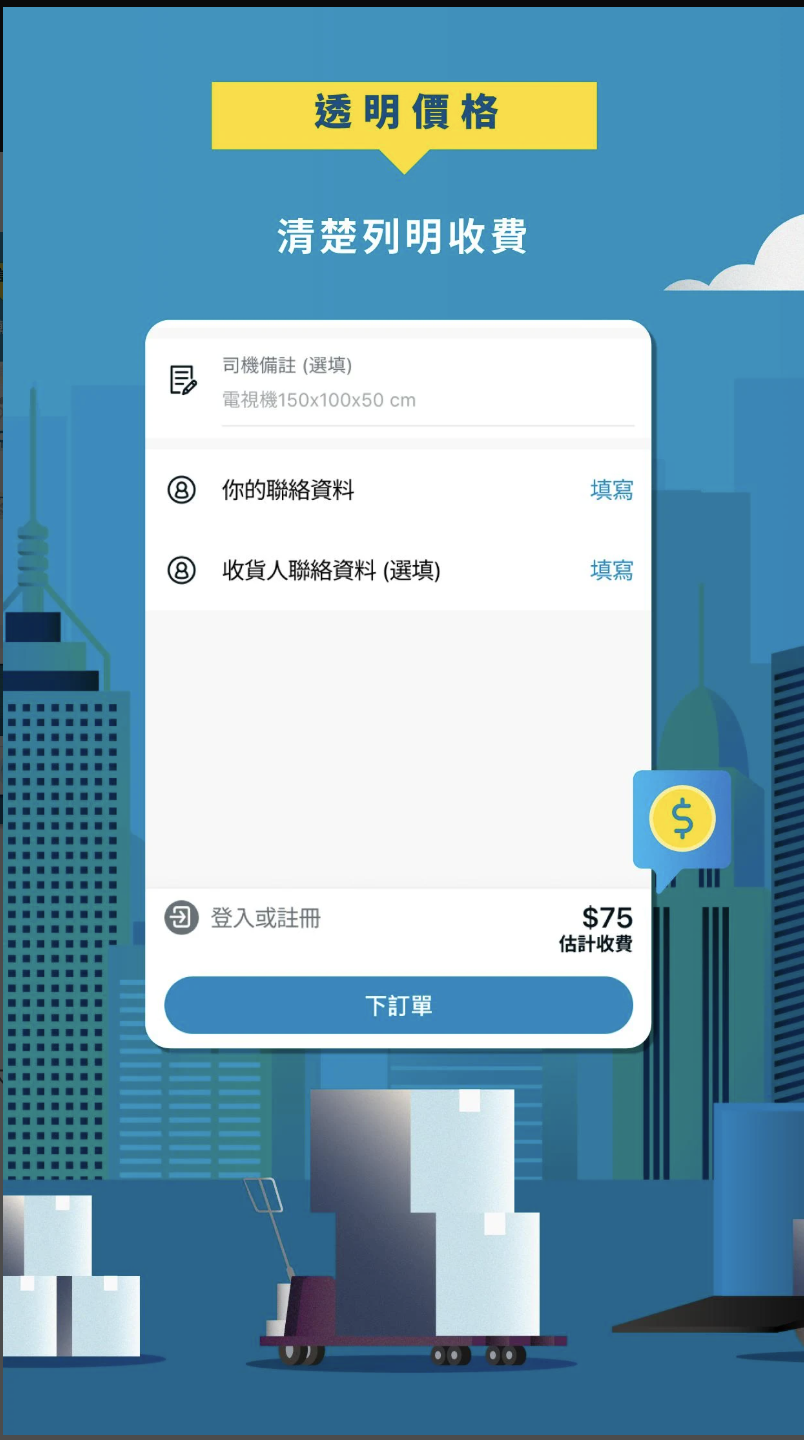 透明價格
清楚列明收費
司機備註 (選填)
電視機150x100x50 cm
你的聯絡資料
填寫
收貨人聯絡資料 (選填)
填寫
$
登入或註冊
$75
估計收費
下訂單